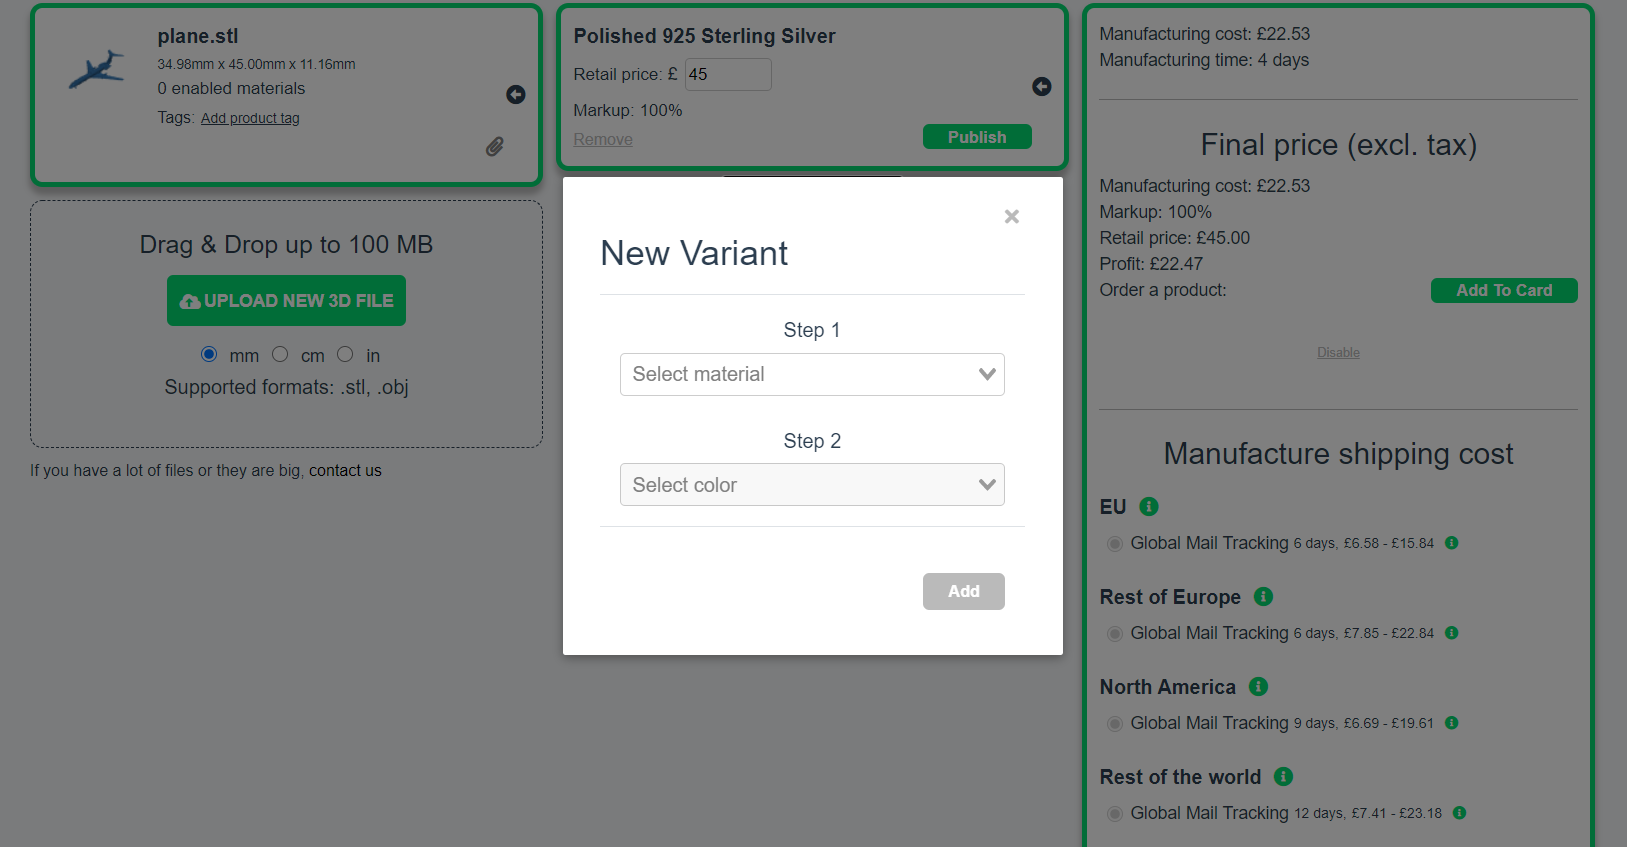 plane.stl
34.98mm x 45.00mm x 11.16mm
0 enabled materials
Tags: Add product tag
Drag & Drop up to 100 MB
UPLOAD NEW 3D FILE
mm cm in
Supported formats: .stl, .obj
If you have a lot of files or they are big, contact us
Polished 925 Sterling Silver
Retail price: £ 45
Markup: 100%
Remove Publish
×
New Variant
Step 1
Select material
Step 2
Select color
Add
Manufacturing cost: £22.53
Manufacturing time: 4 days
Final price (excl. tax)
Manufacturing cost: £22.53
Markup: 100%
Retail price: £45.00
Profit: £22.47
Order a product: Add To Card
Disable
Manufacture shipping cost
EU
Global Mail Tracking 6 days, £6.58 - £15.84
Rest of Europe
Global Mail Tracking 6 days, £7.85 - £22.84
North America
Global Mail Tracking 9 days, £6.69 - £19.61
Rest of the world
Global Mail Tracking 12 days, £7.41 - £23.18